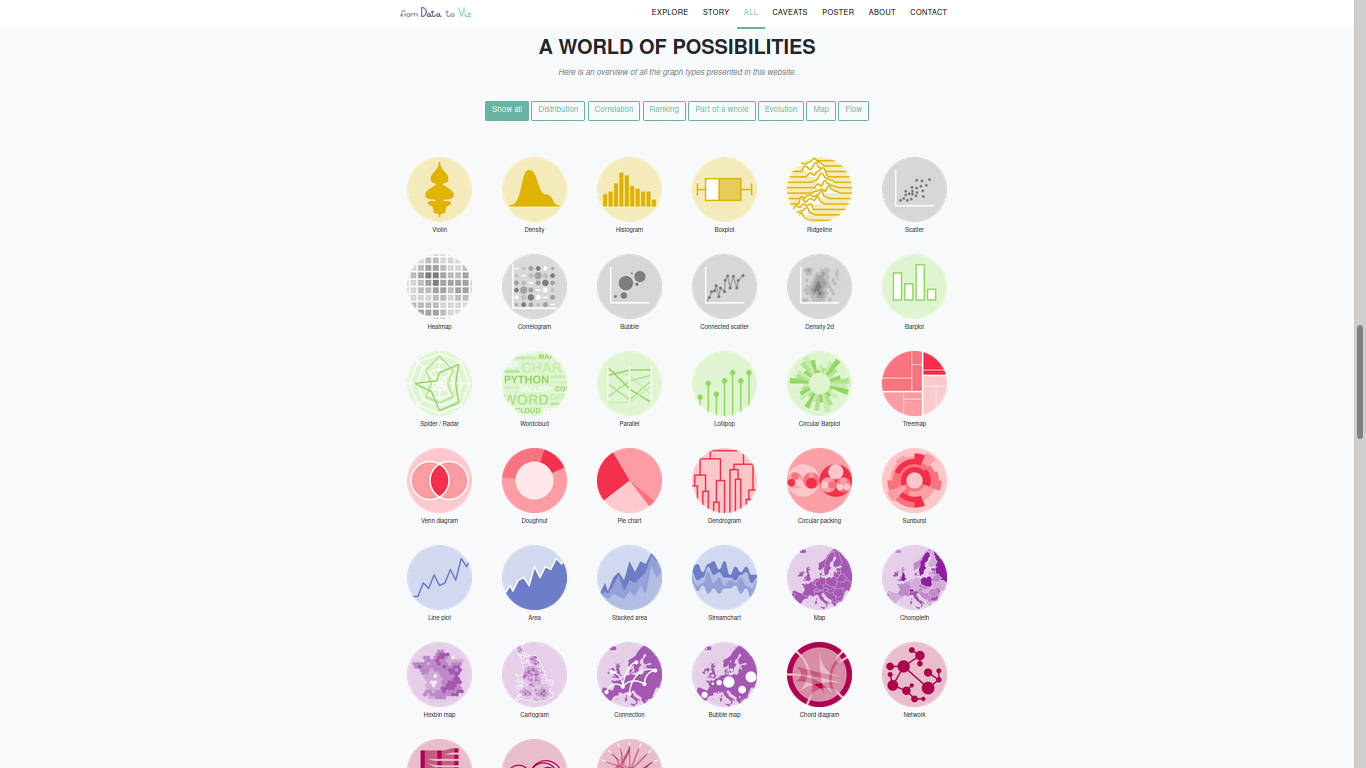 from Data to Viz
EXPLORE STORY ALL CAVEATS POSTER ABOUT CONTACT
A WORLD OF POSSIBILITIES
Here is an overview of all the graph types presented in this website.
Show all Distribution Correlation Ranking Part of a whole Evolution Map Flow
Violin Density Histogram Boxplot Ridgeline Scatter
Heatmap Correlogram Bubble Connected scatter Density 2d Barplot
MA
CHAR
PYTHON
GALLERY CO
WORD
CLOUD
Spider / Radar Wordcloud Parallel Lollipop Circular Barplot Treemap
Venn diagram Doughnut Pie chart Dendrogram Circular packing Sunburst
Line plot Area Stacked area Streamchart Map Choropleth
Hexbin map Cartogram Connection Bubble map Chord diagram Network